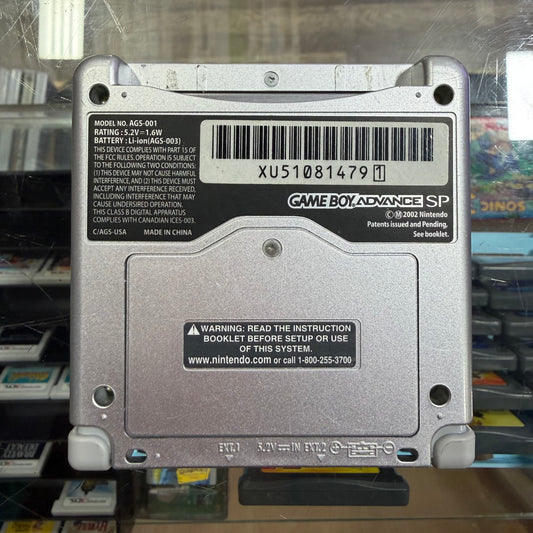 MODEL NO. AGS-001
RATING : 5.2V⎓1.6W
BATTERY : Li-ion(AGS-003)
THIS DEVICE COMPLIES WITH PART 15 OF
THE FCC RULES. OPERATION IS SUBJECT
TO THE FOLLOWING TWO CONDITIONS:
(1) THIS DEVICE MAY NOT CAUSE HARMFUL
INTERFERENCE, AND (2) THIS DEVICE MUST
ACCEPT ANY INTERFERENCE RECEIVED,
INCLUDING INTERFERENCE THAT MAY
CAUSE UNDERSIRED OPERATION.
THIS CLASS B DIGITAL APPARATUS
COMPLIES WITH CANADIAN ICES-003.
C/AGS-USA MADE IN CHINA
XU51081479 1
GAME BOY ADVANCE SP
©Ⓜ 2002 Nintendo
Patents issued and Pending.
See booklet.
SONIC
⚠ WARNING: READ THE INSTRUCTION
BOOKLET BEFORE SETUP OR USE
OF THIS SYSTEM.
www.nintendo.com or call 1-800-255-3700
EXT.1 5.2V⎓IN EXT.2